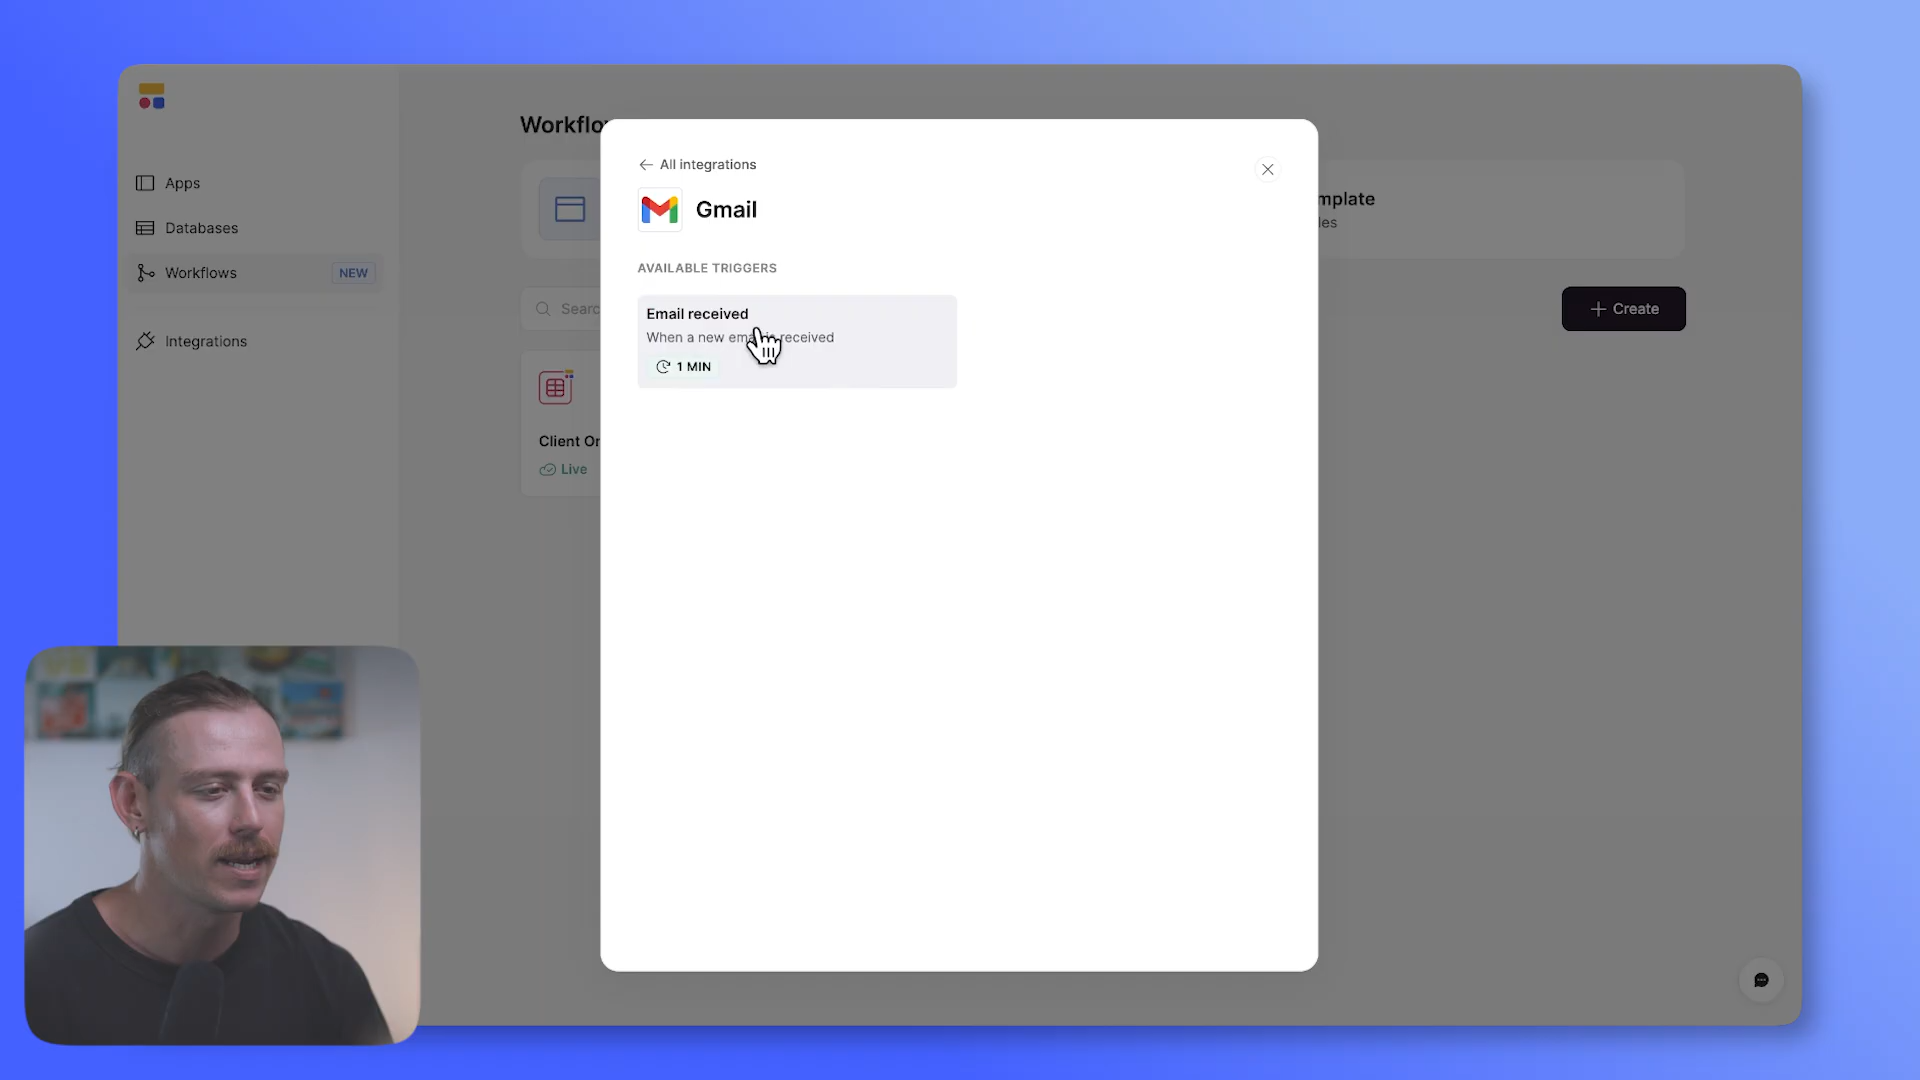 Workflo
Apps
Databases
Workflows NEW
Integrations
Searc
Client Or
Live
← All integrations
Gmail
AVAILABLE TRIGGERS
Email received
When a new email is received
1 MIN
mplate
les
+ Create